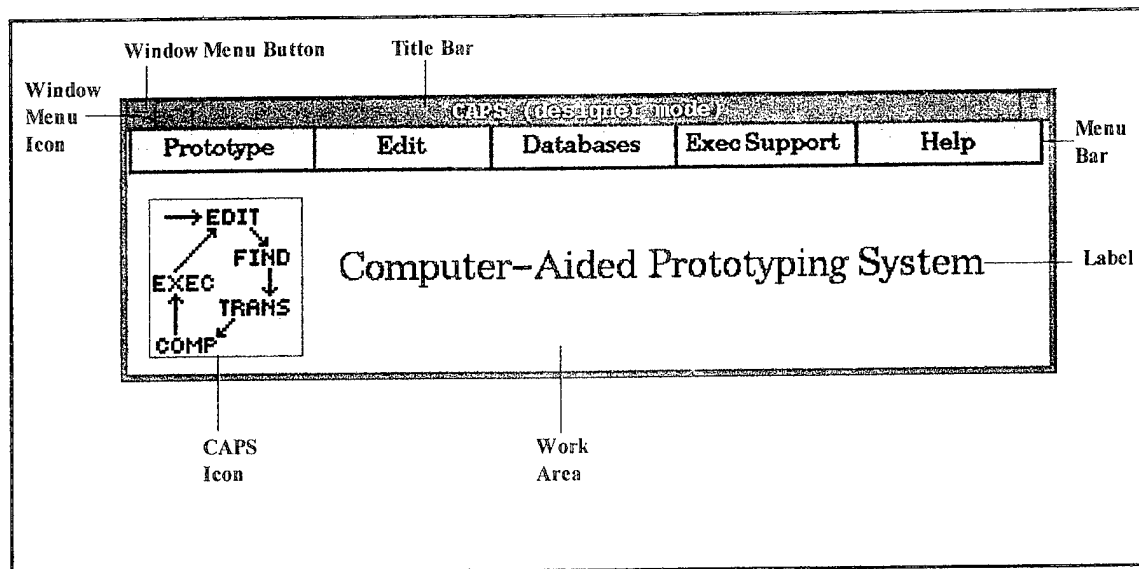 Window Menu Button
Title Bar
Window
Menu
Icon
CAPS (designer mode)
Prototype
Edit
Databases
Exec Support
Help
Menu
Bar
EDIT
FIND
EXEC
TRANS
COMP
Computer-Aided Prototyping System
Label
CAPS
Icon
Work
Area